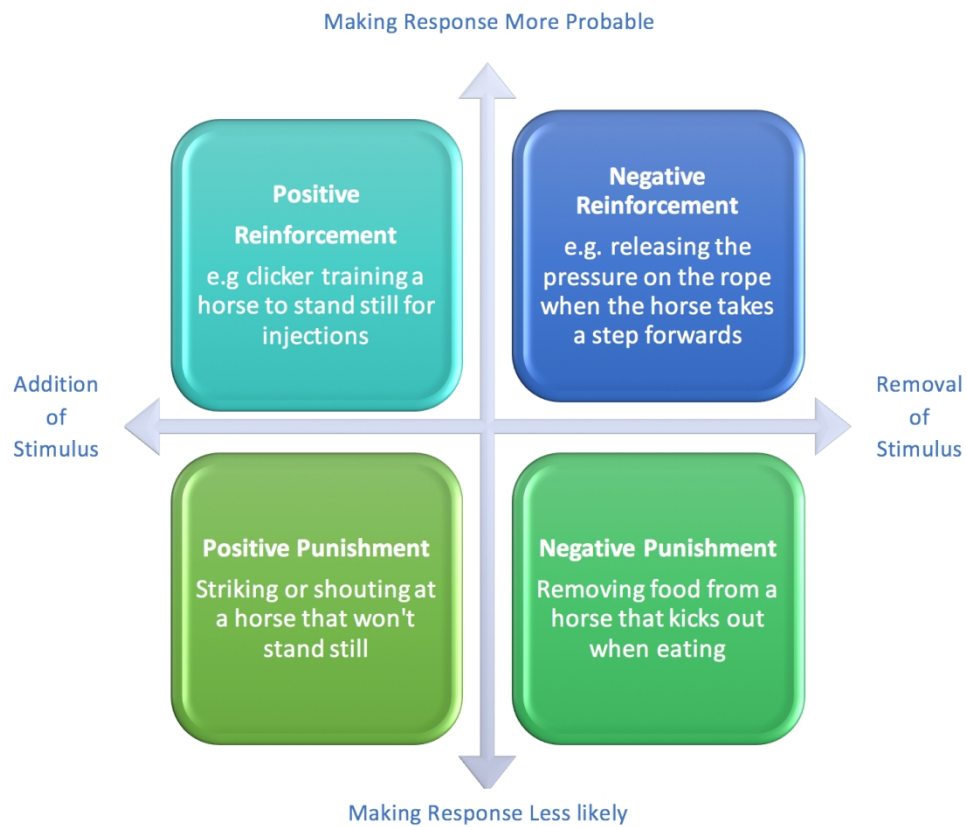 Making Response More Probable
Positive
Reinforcement
e.g clicker training a
horse to stand still for
injections
Negative
Reinforcement
e.g. releasing the
pressure on the rope
when the horse takes
a step forwards
Addition
of
Stimulus
Removal
of
Stimulus
Positive Punishment
Striking or shouting at
a horse that won't
stand still
Negative Punishment
Removing food from a
horse that kicks out
when eating
Making Response Less likely